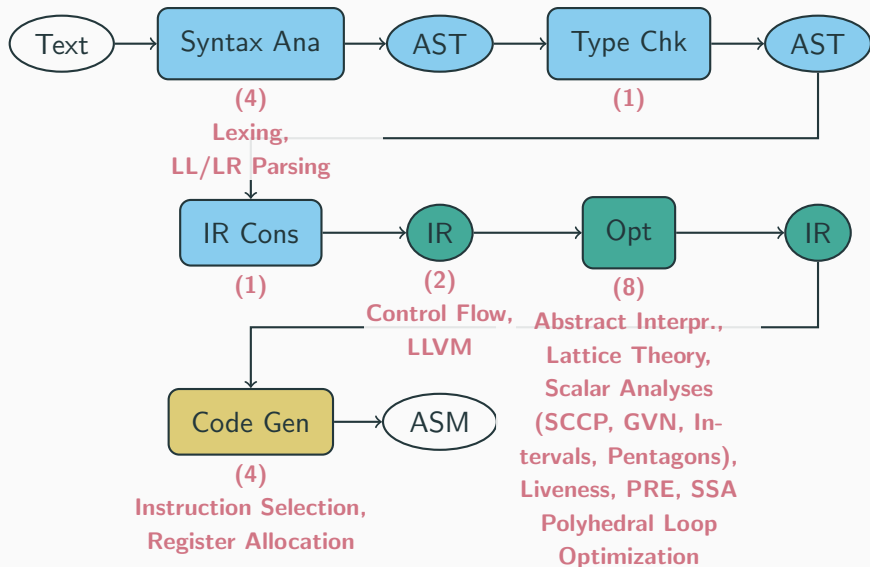 Text
Syntax Ana
AST
Type Chk
AST
(4)
Lexing,
LL/LR Parsing
(1)
IR Cons
IR
Opt
IR
(1)
(2)
Control Flow,
LLVM
(8)
Abstract Interpr.,
Lattice Theory,
Scalar Analyses
(SCCP, GVN, In-
tervals, Pentagons),
Liveness, PRE, SSA
Polyhedral Loop
Optimization
Code Gen
ASM
(4)
Instruction Selection,
Register Allocation